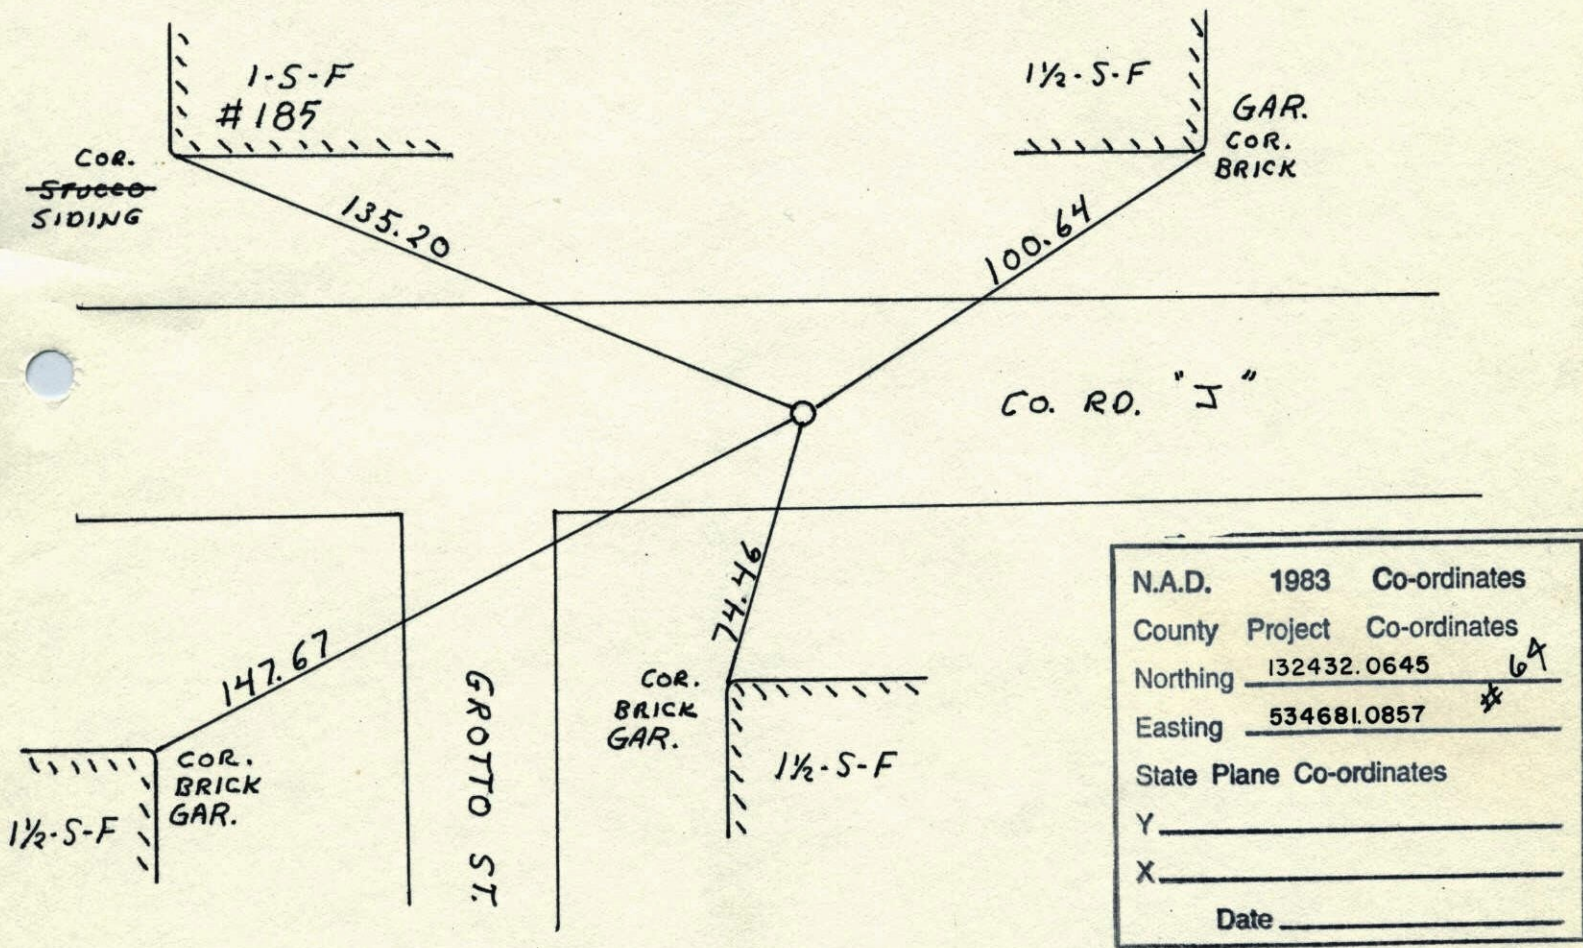 1-S-F
#185
COR.
STUCCO
SIDING
135.20
1½-S-F
GAR.
COR.
BRICK
100.64
CO. RD. "J"
147.67
COR.
BRICK
GAR.
1½-S-F
GROTTO ST.
74.46
COR.
BRICK
GAR.
1½-S-F
N.A.D. 1983 Co-ordinates
County Project Co-ordinates
Northing 132432.0645 64
Easting 534681.0857 #
State Plane Co-ordinates
Y
X
Date